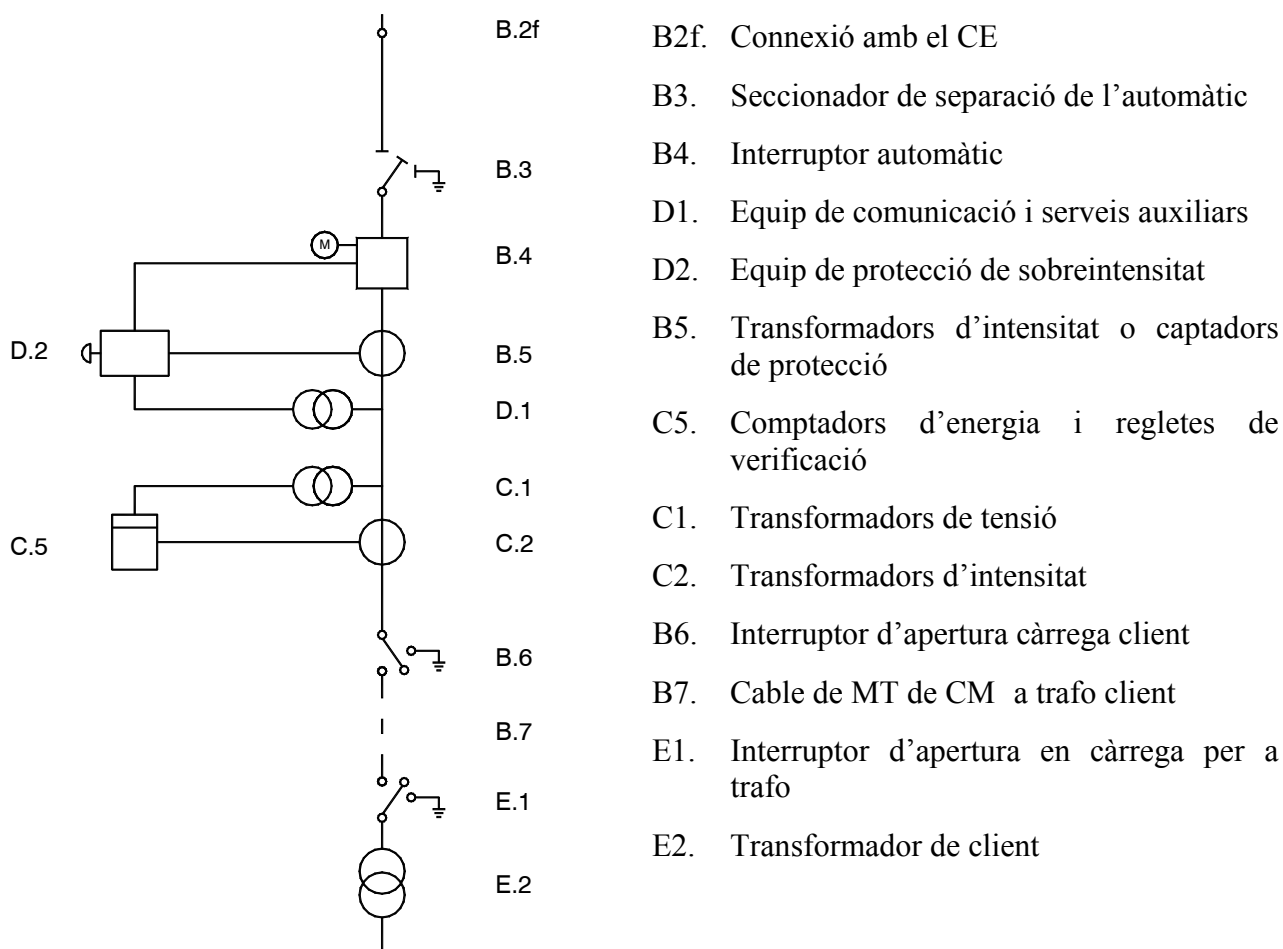 B.2f
B.3
M
B.4
D.2
B.5
D.1
C.1
C.5
C.2
B.6
B.7
E.1
E.2
B2f. Connexió amb el CE
B3. Seccionador de separació de l’automàtic
B4. Interruptor automàtic
D1. Equip de comunicació i serveis auxiliars
D2. Equip de protecció de sobreintensitat
B5. Transformadors d’intensitat o captadors
de protecció
C5. Comptadors d’energia i regletes de
verificació
C1. Transformadors de tensió
C2. Transformadors d’intensitat
B6. Interruptor d’apertura càrrega client
B7. Cable de MT de CM a trafo client
E1. Interruptor d’apertura en càrrega per a
trafo
E2. Transformador de client